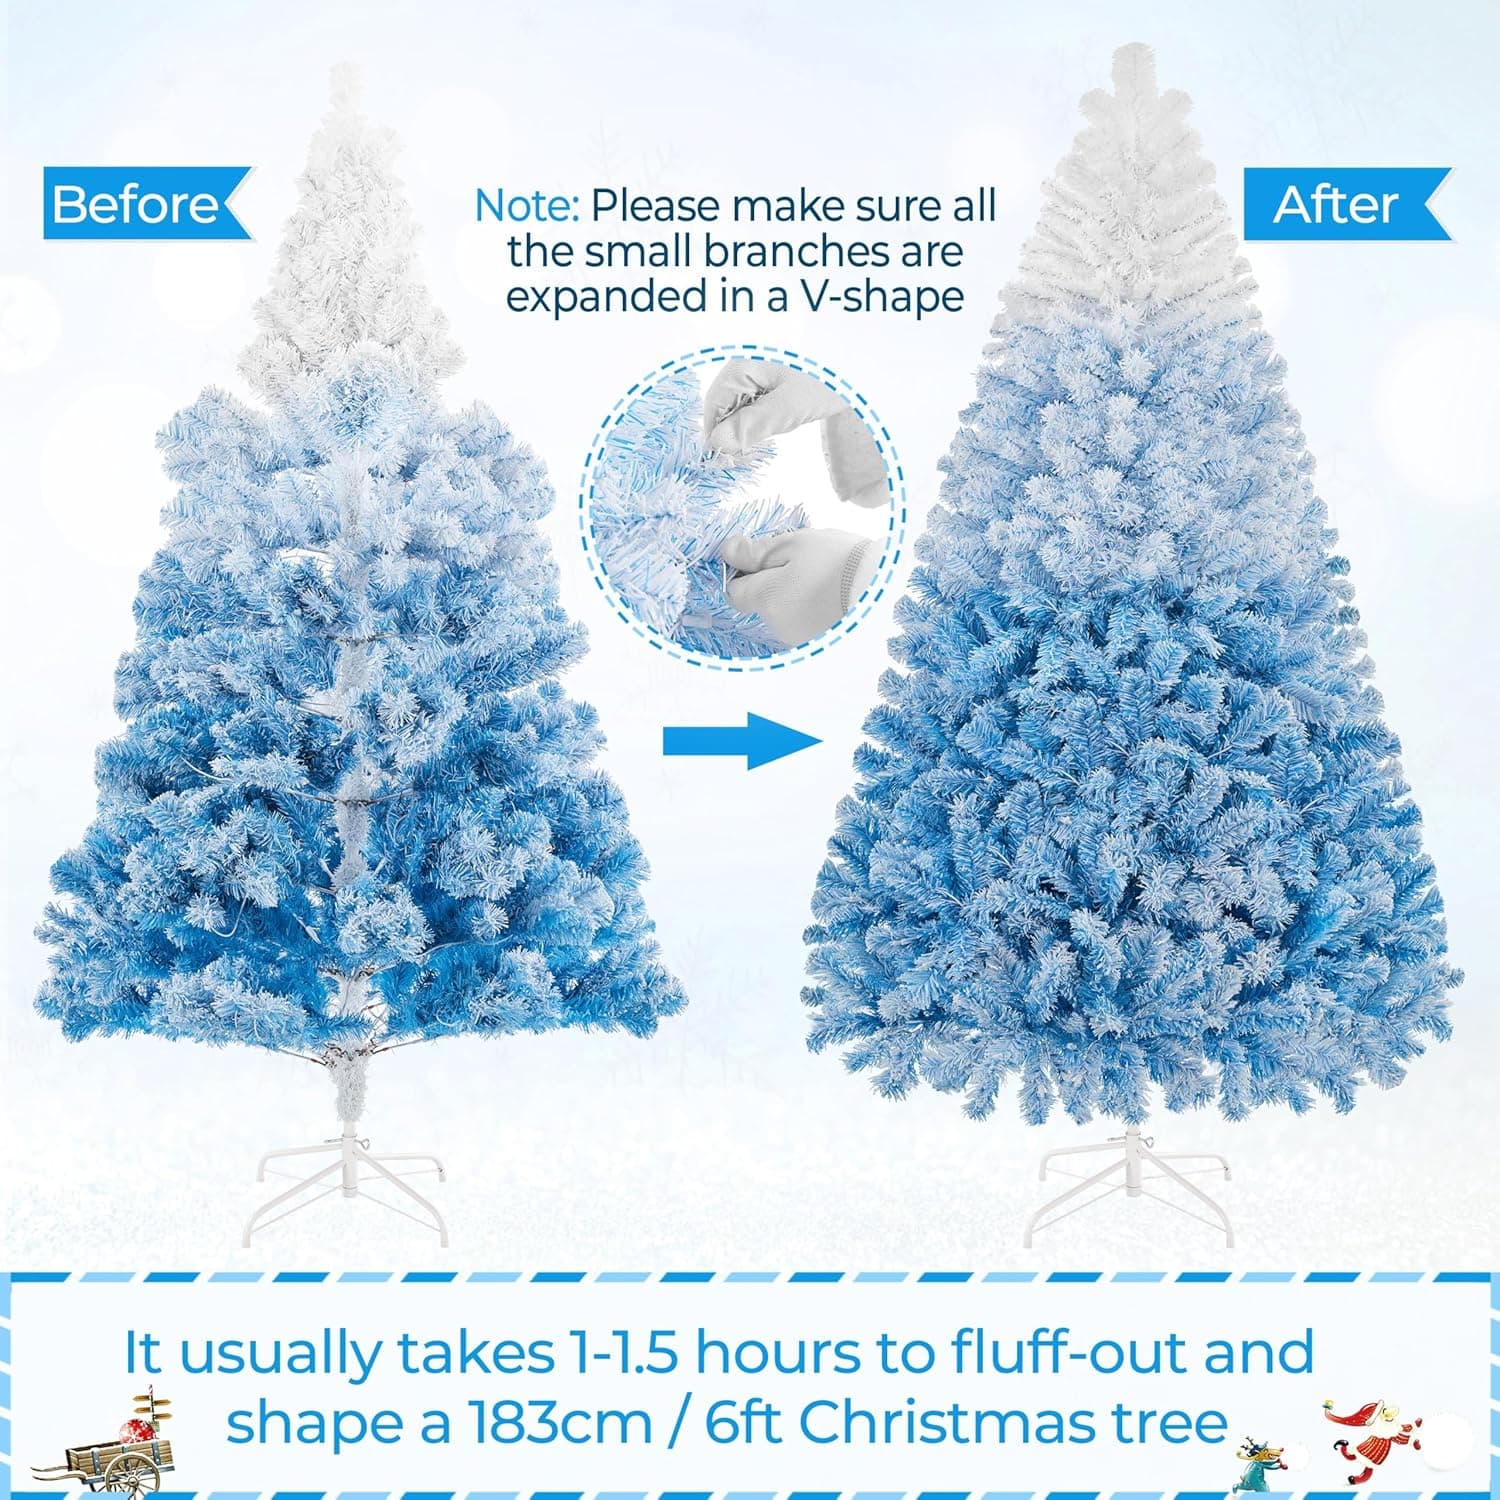 Before
Note: Please make sure all
the small branches are
expanded in a V-shape
After
It usually takes 1-1.5 hours to fluff-out and
shape a 183cm / 6ft Christmas tree